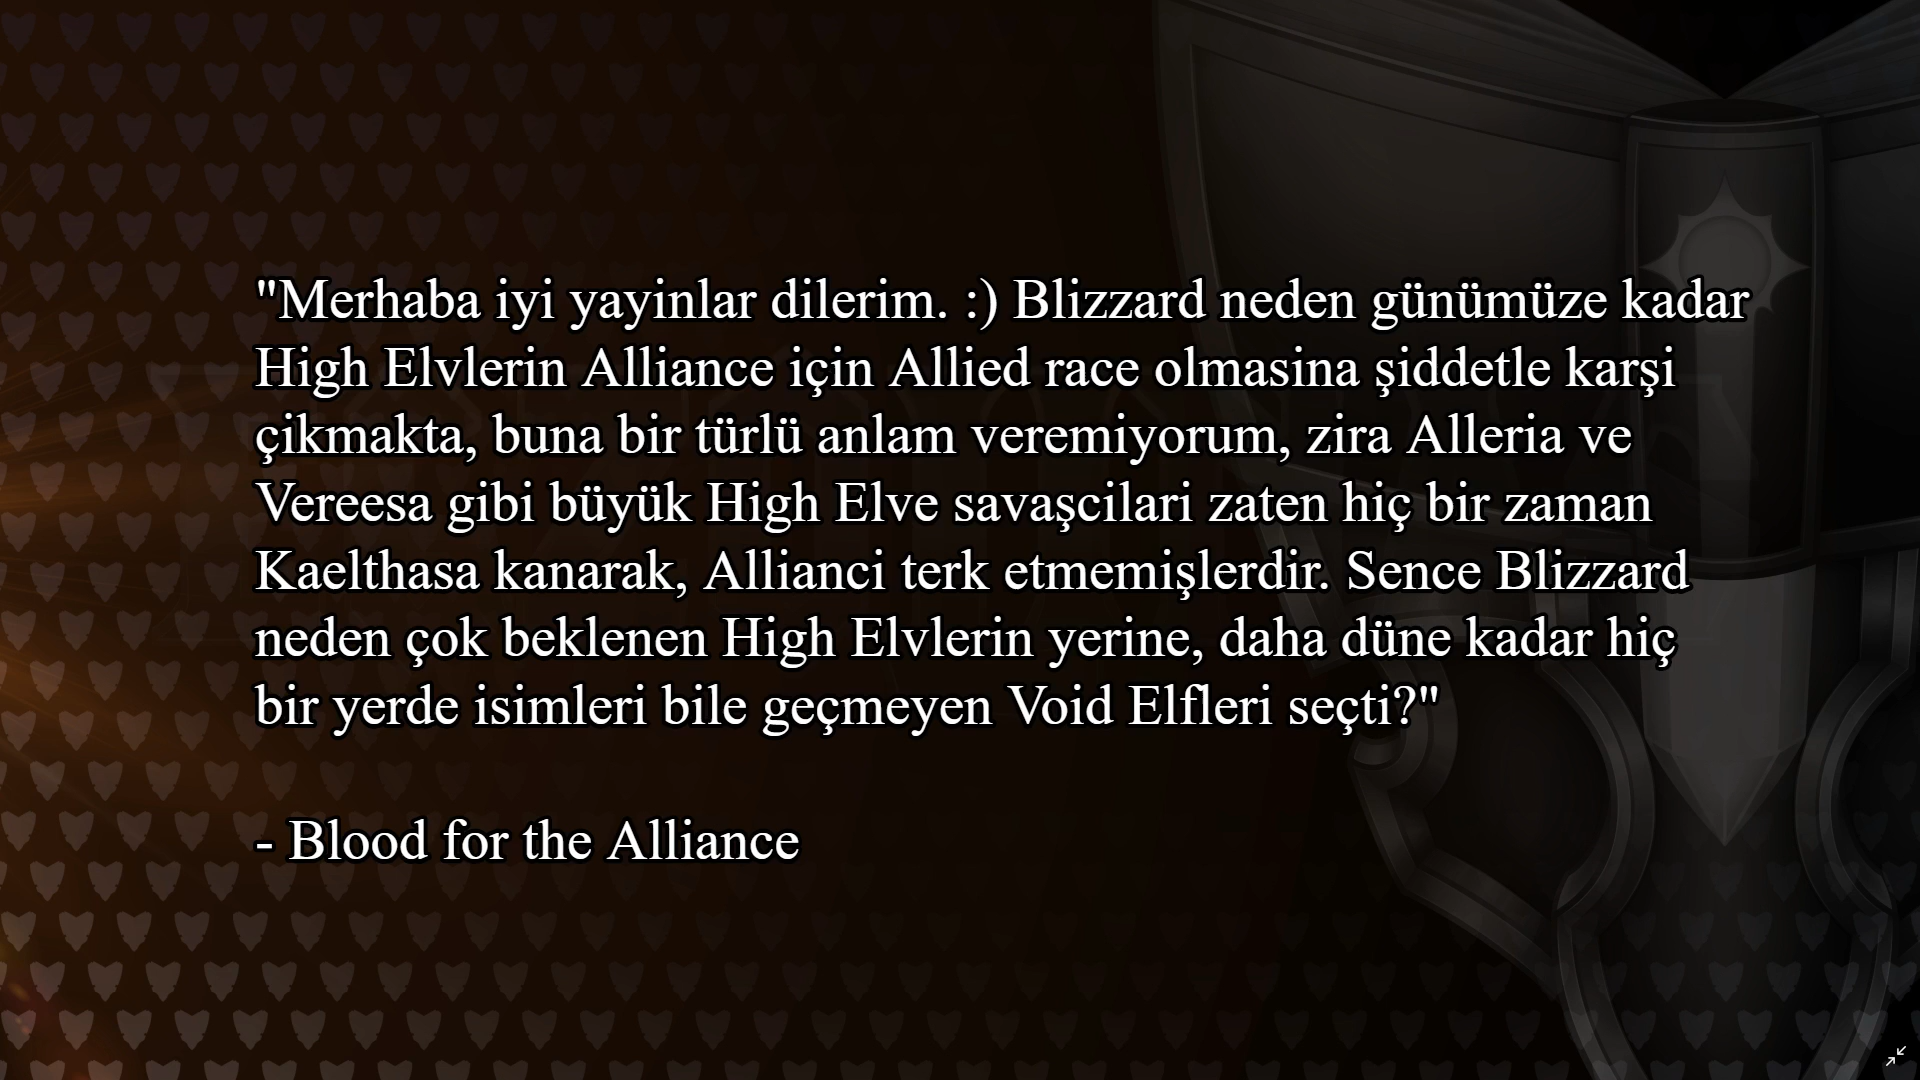 "Merhaba iyi yayinlar dilerim. :) Blizzard neden günümüze kadar
High Elvlerin Alliance için Allied race olmasina şiddetle karşi
çikmakta, buna bir türlü anlam veremiyorum, zira Alleria ve
Vereesa gibi büyük High Elve savaşcilari zaten hiç bir zaman
Kaelthasa kanarak, Allianci terk etmemişlerdir. Sence Blizzard
neden çok beklenen High Elvlerin yerine, daha düne kadar hiç
bir yerde isimleri bile geçmeyen Void Elfleri seçti?"
- Blood for the Alliance